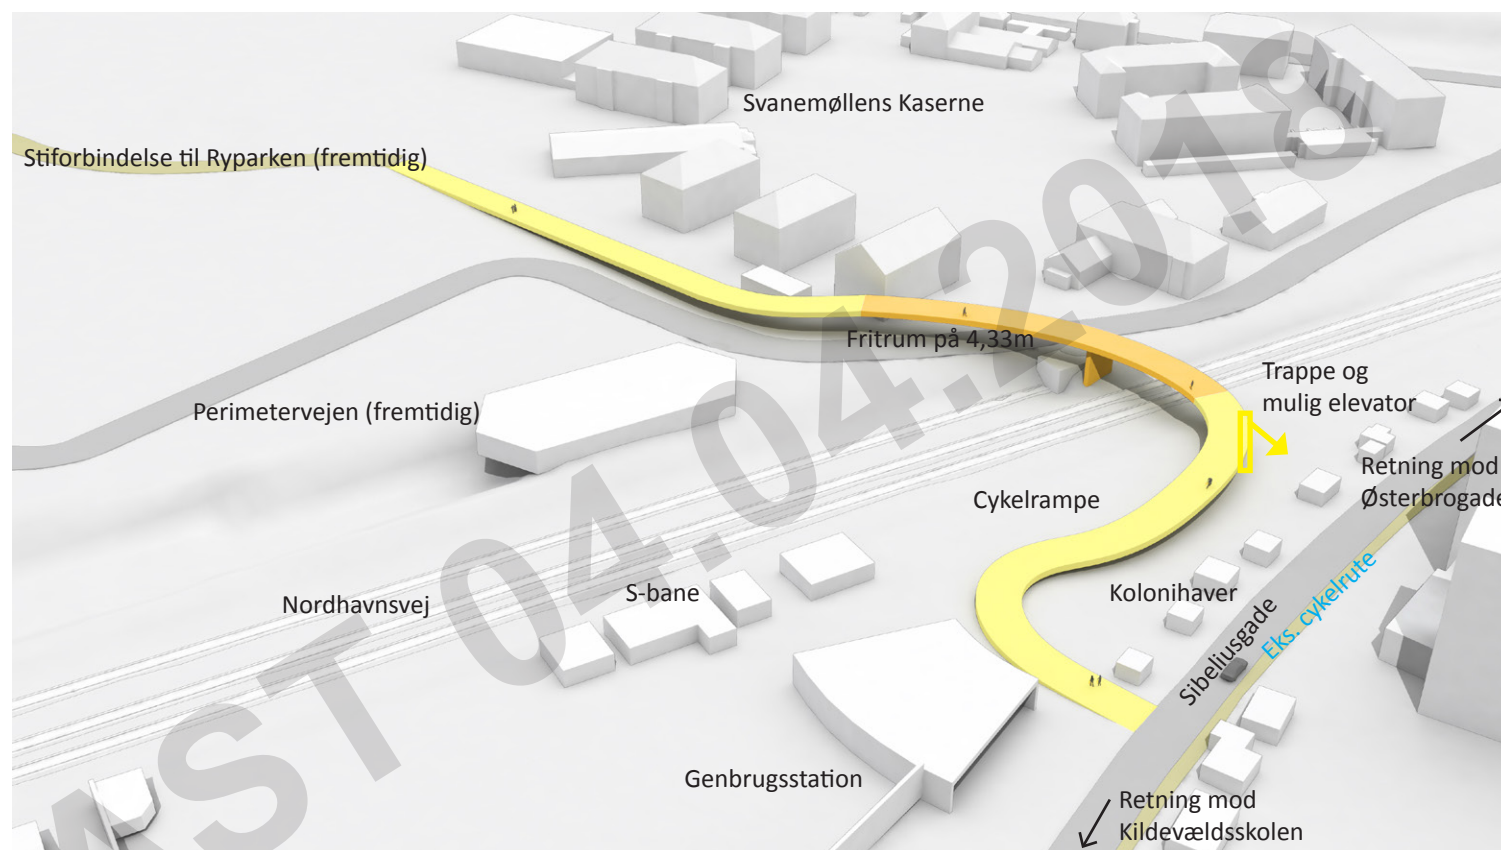 Svanemøllens Kaserne
Stiforbindelse til Ryparken (fremtidig)
Fritrum på 4,33m
Trappe og
mulig elevator
Perimetervejen (fremtidig)
Retning mod
Østerbrogade
Cykelrampe
Nordhavnsvej
S-bane
Kolonihaver
Eks. cykelrute
Sibeliusgade
Genbrugsstation
Retning mod
Kildevældsskolen
AST 04.04.2018